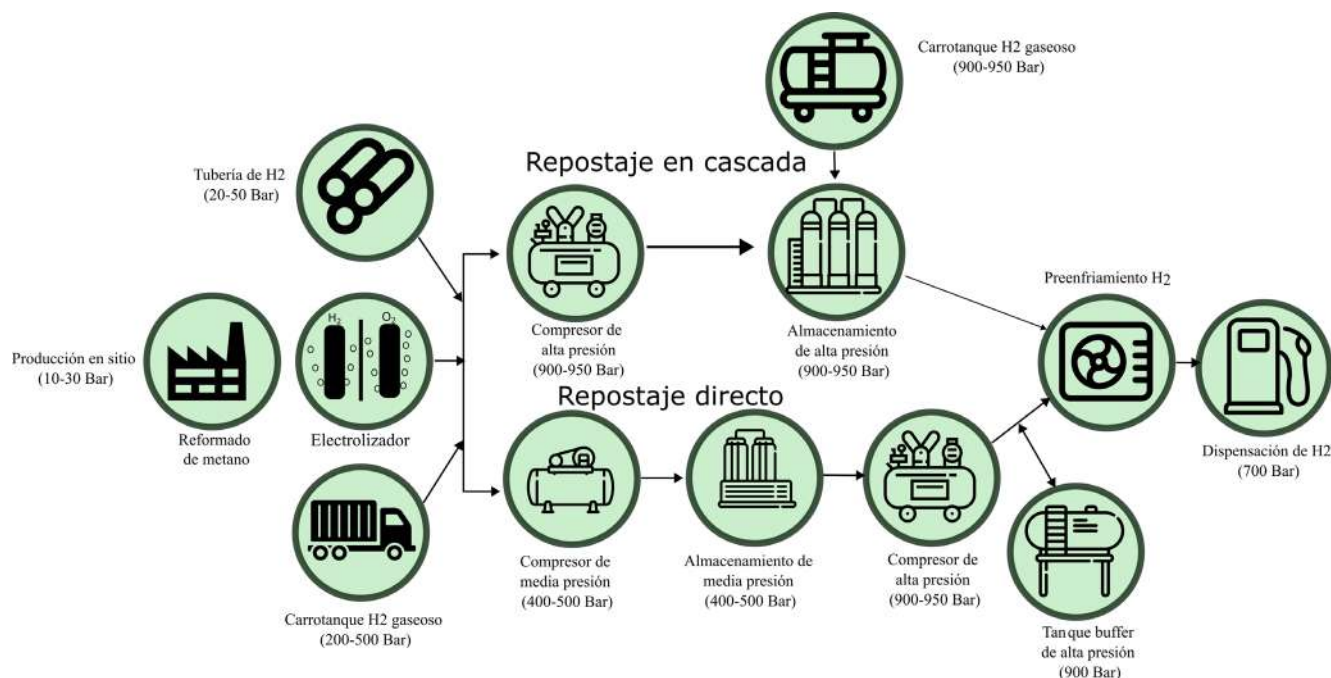 Carrotanque H2 gaseoso
(900-950 Bar)
Repostaje en cascada
Tubería de H2
(20-50 Bar)
Compresor de
alta presión
(900-950 Bar)
Almacenamiento
de alta presión
(900-950 Bar)
Preenfriamiento H2
Producción en sitio
(10-30 Bar)
H2
O2
Reformado
de metano
Electrolizador
Repostaje directo
Dispensación de H2
(700 Bar)
Carrotanque H2 gaseoso
(200-500 Bar)
Compresor de
media presión
(400-500 Bar)
Almacenamiento de
media presión
(400-500 Bar)
Compresor de
alta presión
(900-950 Bar)
Tanque buffer
de alta presión
(900 Bar)